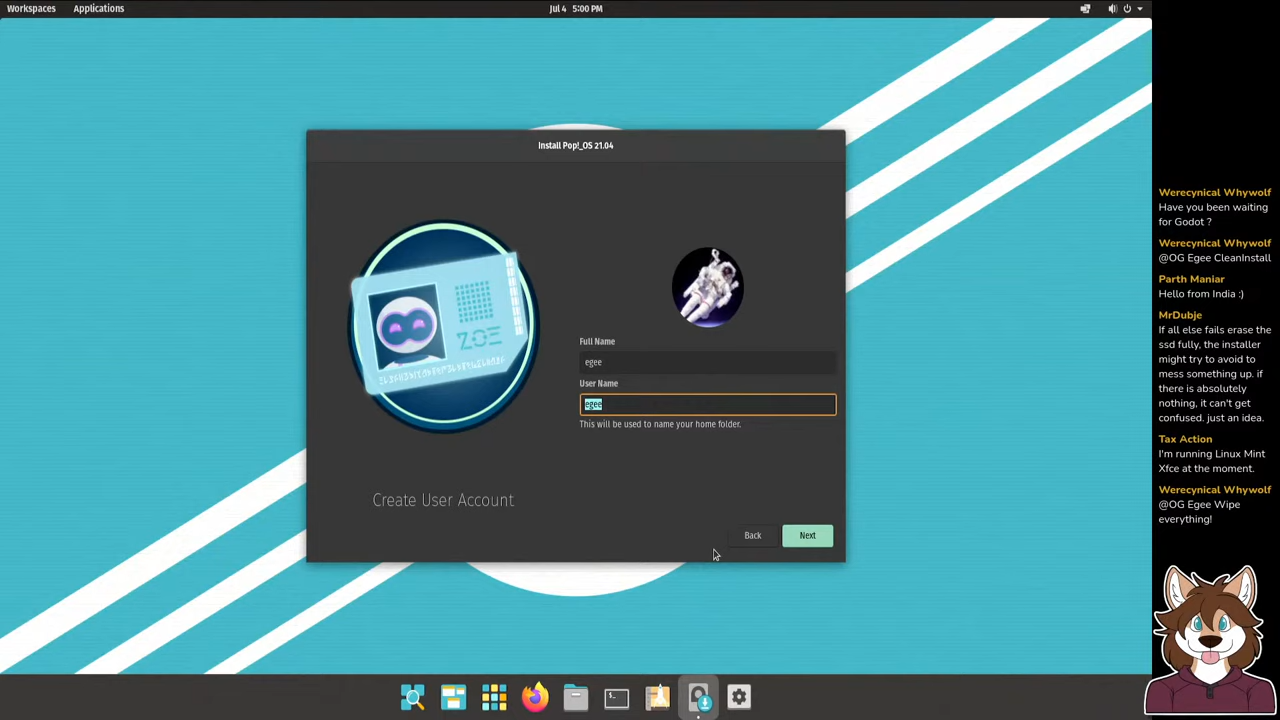 Workspaces
Applications
Jul 4 5:00 PM
Install Pop!_OS 21.04
ZOE
Full Name
egee
User Name
egee
This will be used to name your home folder.
Create User Account
Back
Next
Werecynical Whywolf
Have you been waiting
for Godot ?
Werecynical Whywolf
@OG Egee CleanInstall
Parth Maniar
Hello from India :)
MrDubje
If all else fails erase the
ssd fully, the installer
might try to avoid to
mess something up. if
there is absolutely
nothing, it can't get
confused. just an idea.
Tax Action
I'm running Linux Mint
Xfce at the moment.
Werecynical Whywolf
@OG Egee Wipe
everything!